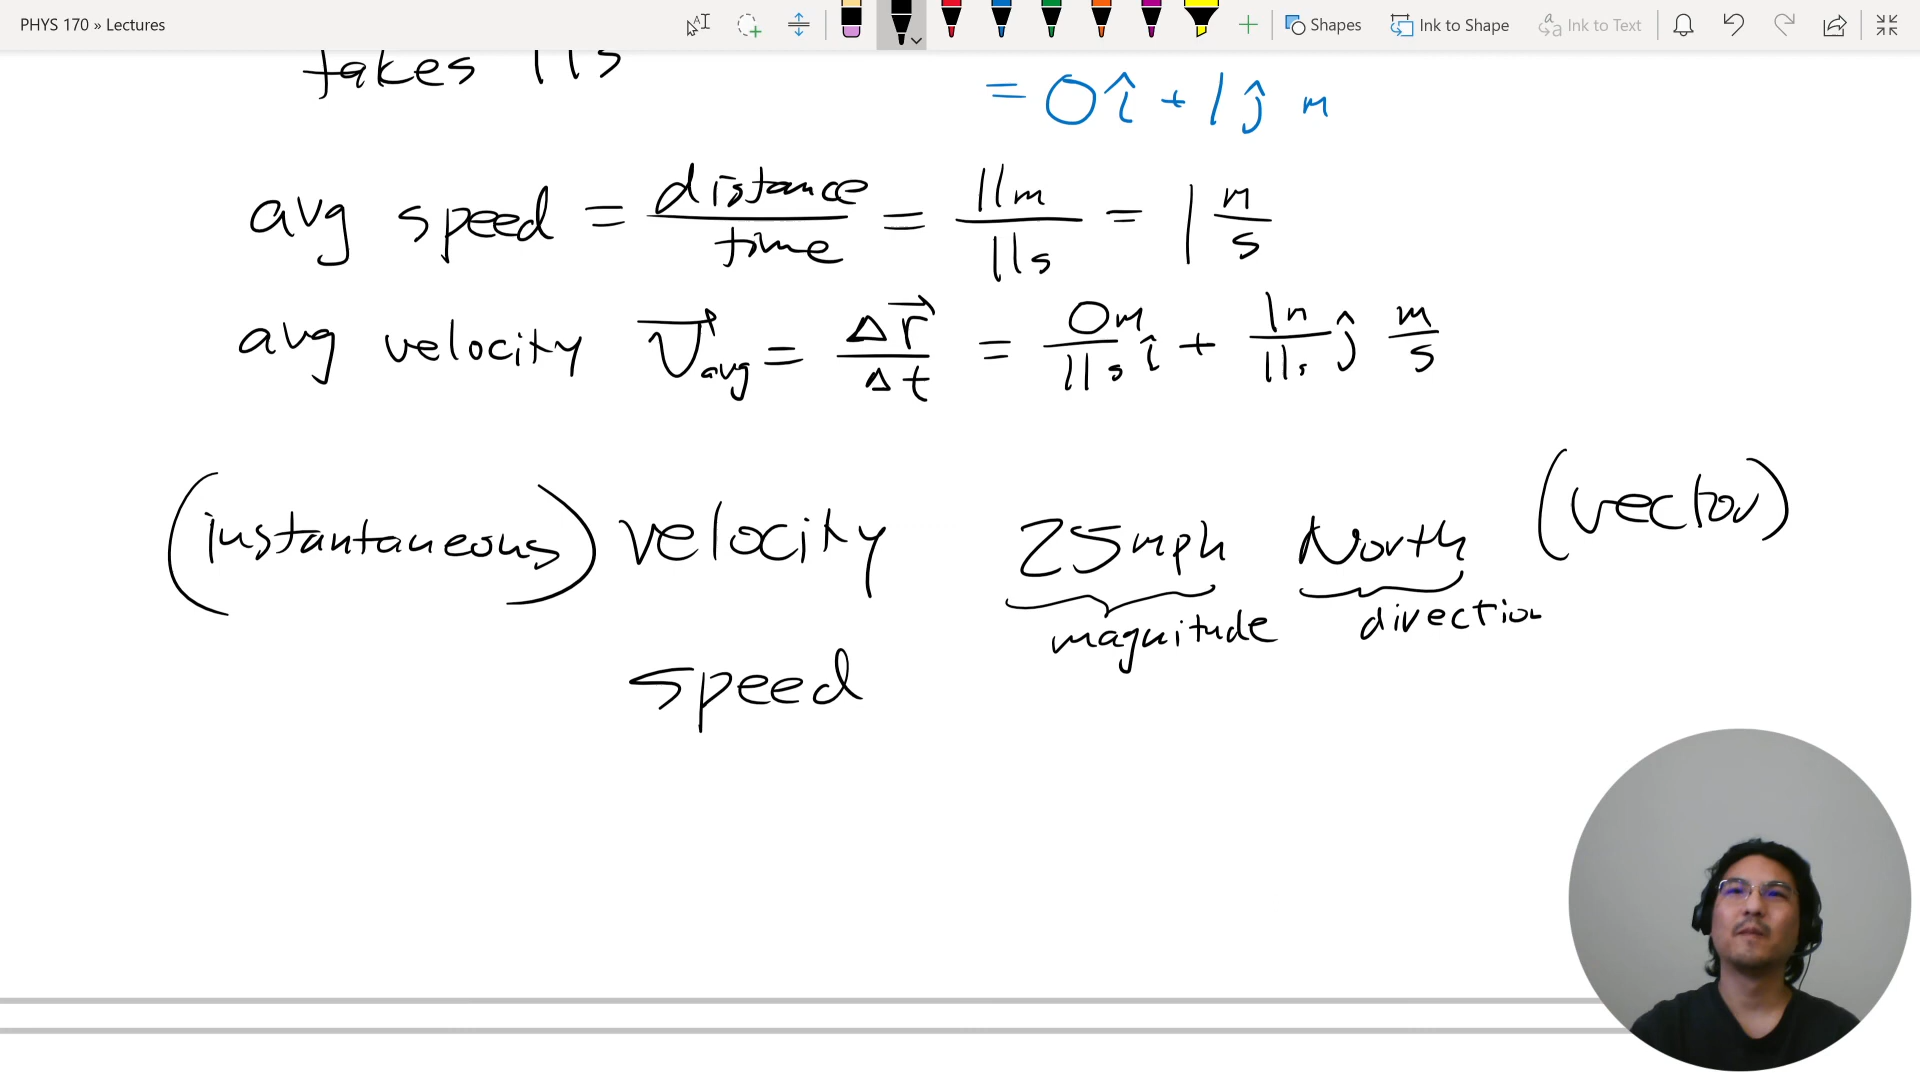 PHYS 170 » Lectures
Shapes
Ink to Shape
Ink to Text
takes 11s
= 0î + 1ĵ m
avg speed = distance/time = 11m/11s = 1 m/s
avg velocity v⃗avg = Δr⃗/Δt = 0m/11s î + 1m/11s ĵ m/s
(instantaneous) velocity 25mph North (vector)
magnitude direction
speed